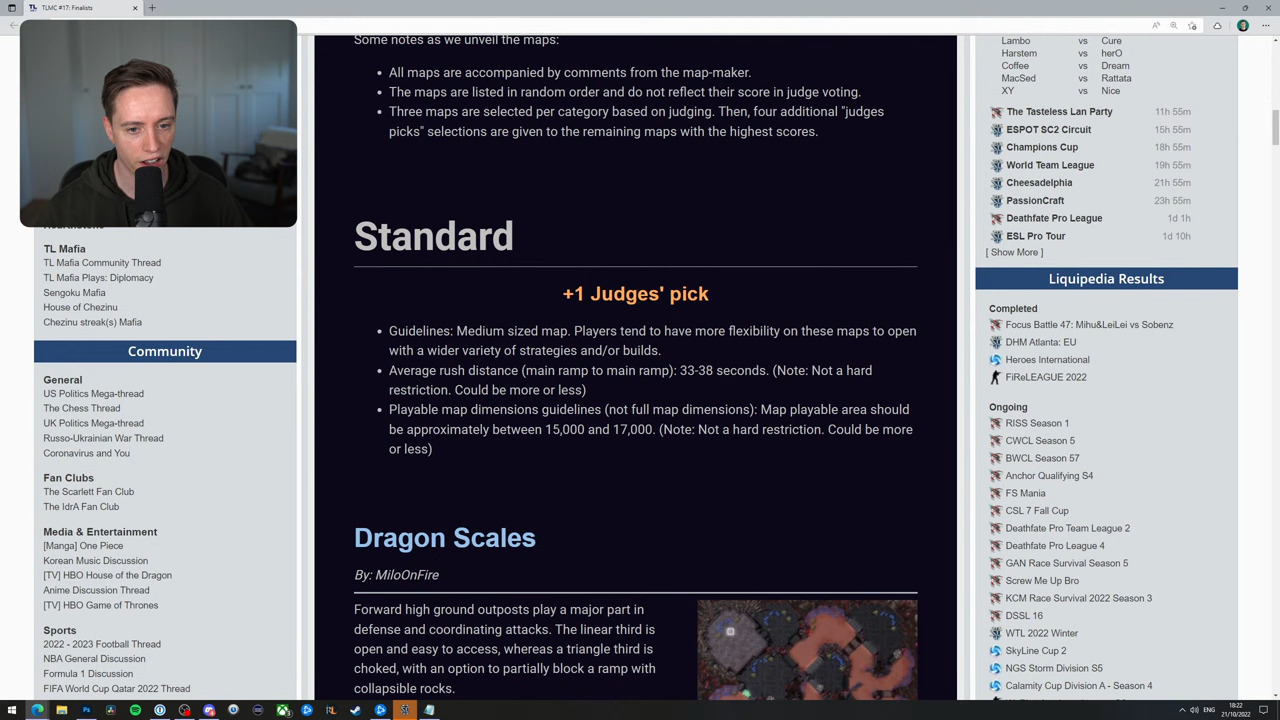 TLMC #17: Finalists
Some notes as we unveil the maps:
All maps are accompanied by comments from the map-maker.
The maps are listed in random order and do not reflect their score in judge voting.
Three maps are selected per category based on judging. Then, four additional "judges
picks" selections are given to the remaining maps with the highest scores.
Standard
+1 Judges' pick
Guidelines: Medium sized map. Players tend to have more flexibility on these maps to open
with a wider variety of strategies and/or builds.
Average rush distance (main ramp to main ramp): 33-38 seconds. (Note: Not a hard
restriction. Could be more or less)
Playable map dimensions guidelines (not full map dimensions): Map playable area should
be approximately between 15,000 and 17,000. (Note: Not a hard restriction. Could be more
or less)
Dragon Scales
By: MiloOnFire
Forward high ground outposts play a major part in
defense and coordinating attacks. The linear third is
open and easy to access, whereas a triangle third is
choked, with an option to partially block a ramp with
collapsible rocks.
TL Mafia
TL Mafia Community Thread
TL Mafia Plays: Diplomacy
Sengoku Mafia
House of Chezinu
Chezinu streak(s) Mafia
Community
General
US Politics Mega-thread
The Chess Thread
UK Politics Mega-thread
Russo-Ukrainian War Thread
Coronavirus and You
Fan Clubs
The Scarlett Fan Club
The IdrA Fan Club
Media & Entertainment
[Manga] One Piece
Korean Music Discussion
[TV] HBO House of the Dragon
Anime Discussion Thread
[TV] HBO Game of Thrones
Sports
2022 - 2023 Football Thread
NBA General Discussion
Formula 1 Discussion
FIFA World Cup Qatar 2022 Thread
Lambo vs Cure
Harstem vs herO
Coffee vs Dream
MacSed vs Rattata
XY vs Nice
The Tasteless Lan Party 11h 55m
ESPOT SC2 Circuit 15h 55m
Champions Cup 18h 55m
World Team League 19h 55m
Cheesadelphia 21h 55m
PassionCraft 23h 55m
Deathfate Pro League 1d 1h
ESL Pro Tour 1d 10h
[ Show More ]
Liquipedia Results
Completed
Focus Battle 47: Mihu&LeiLei vs Sobenz
DHM Atlanta: EU
Heroes International
FiReLEAGUE 2022
Ongoing
RISS Season 1
CWCL Season 5
BWCL Season 57
Anchor Qualifying S4
FS Mania
CSL 7 Fall Cup
Deathfate Pro Team League 2
Deathfate Pro League 4
GAN Race Survival Season 5
Screw Me Up Bro
KCM Race Survival 2022 Season 3
DSSL 16
WTL 2022 Winter
SkyLine Cup 2
NGS Storm Division S5
Calamity Cup Division A - Season 4
ENG
18:22
21/10/2022